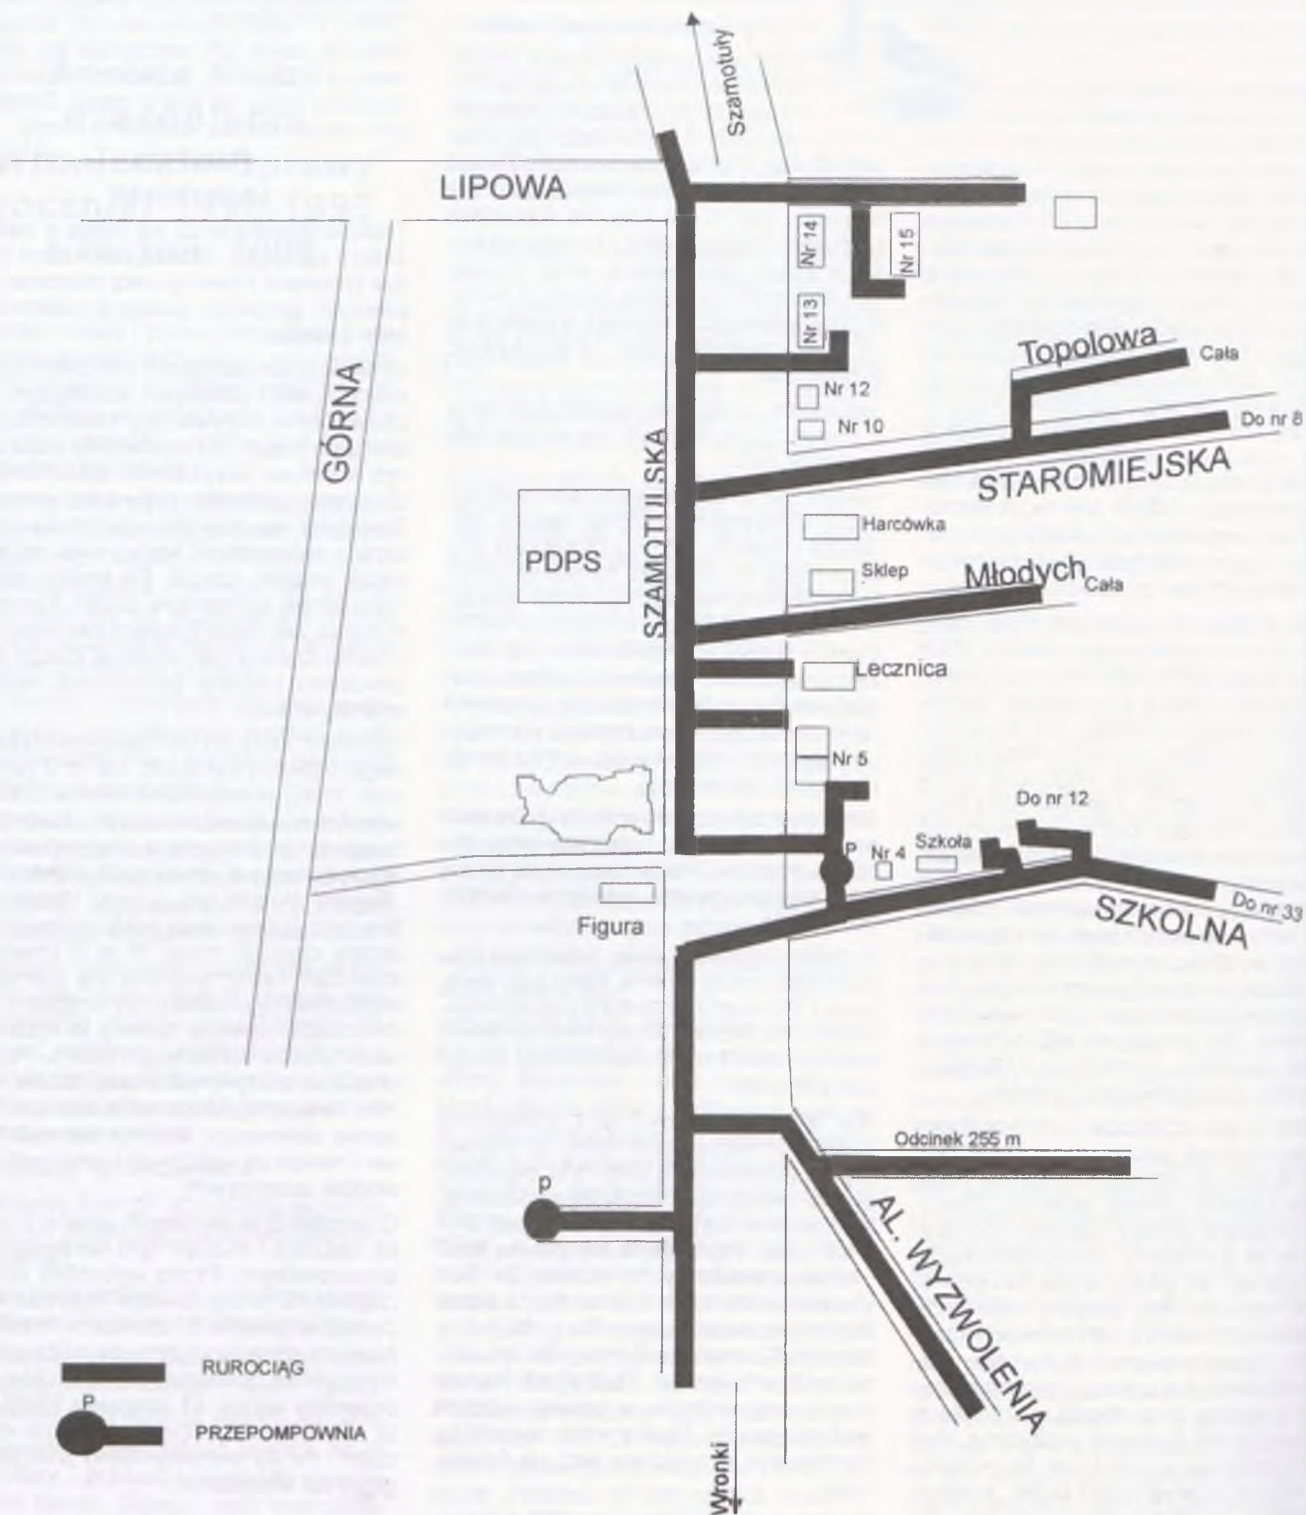 Szamotuły
LIPOWA
Nr 14
Nr 15
Nr 13
Topolowa
Cała
Nr 12
Nr 10
Do nr 8
GÓRNA
SZAMOTULSKA
STAROMIEJSKA
Harcówka
PDPS
Sklep
Młodych
Cała
Lecznica
Nr 5
Do nr 12
P
Nr 4
Szkoła
Do nr 33
SZKOLNA
Figura
Odcinek 255 m
p
AL. WYZWOLENIA
RUROCIĄG
P
PRZEPOMPOWNIA
Wronki